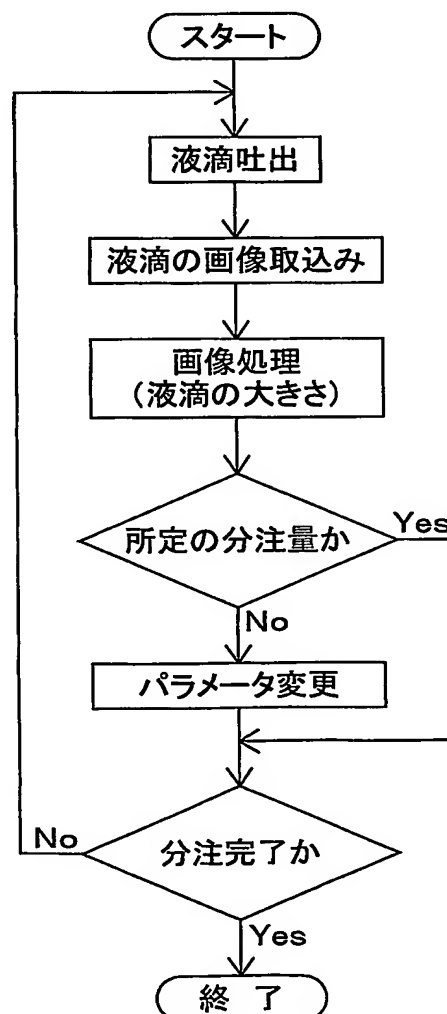 スタート
液滴吐出
液滴の画像取込み
画像処理
(液滴の大きさ)
所定の分注量か
Yes
No
パラメータ変更
分注完了か
No
Yes
終 了